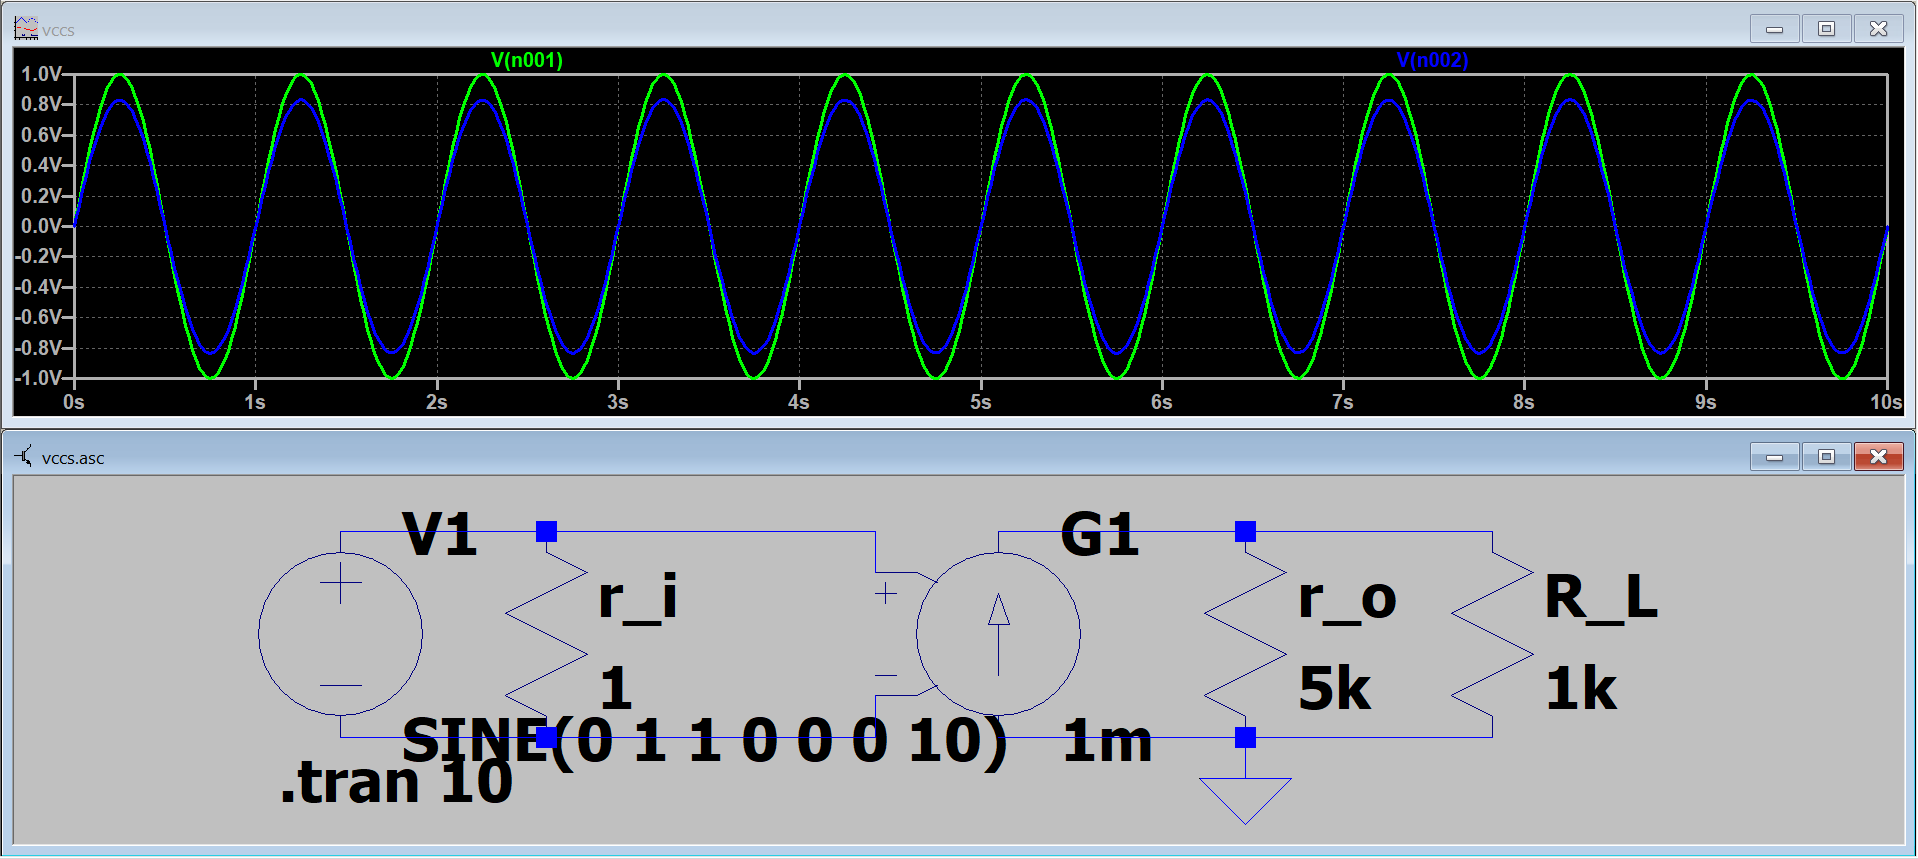 vccs
V(n001) V(n002)
1.0V
0.8V
0.6V
0.4V
0.2V
0.0V
-0.2V
-0.4V
-0.6V
-0.8V
-1.0V
0s 1s 2s 3s 4s 5s 6s 7s 8s 9s 10s
vccs.asc
V1 G1
r_i r_o R_L
1 5k 1k
SINE(0 1 1 0 0 0 10) 1m
.tran 10